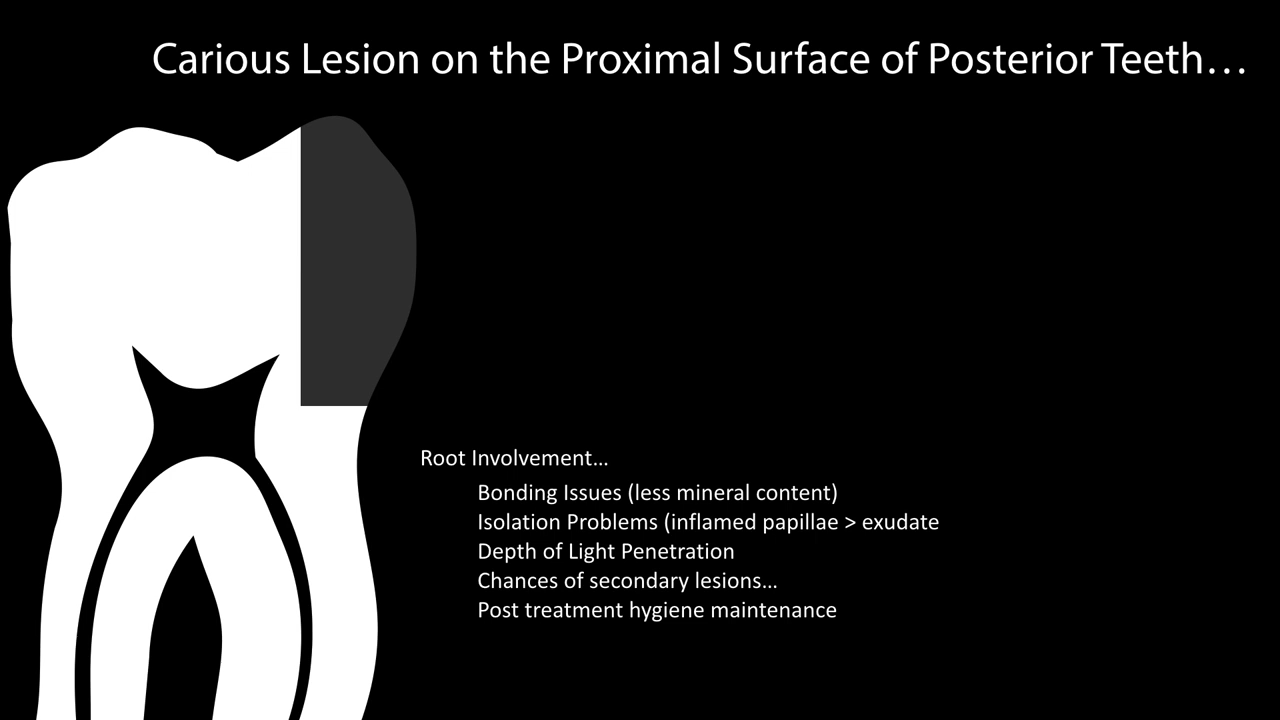 Carious Lesion on the Proximal Surface of Posterior Teeth…
Root Involvement…
Bonding Issues (less mineral content)
Isolation Problems (inflamed papillae > exudate
Depth of Light Penetration
Chances of secondary lesions…
Post treatment hygiene maintenance